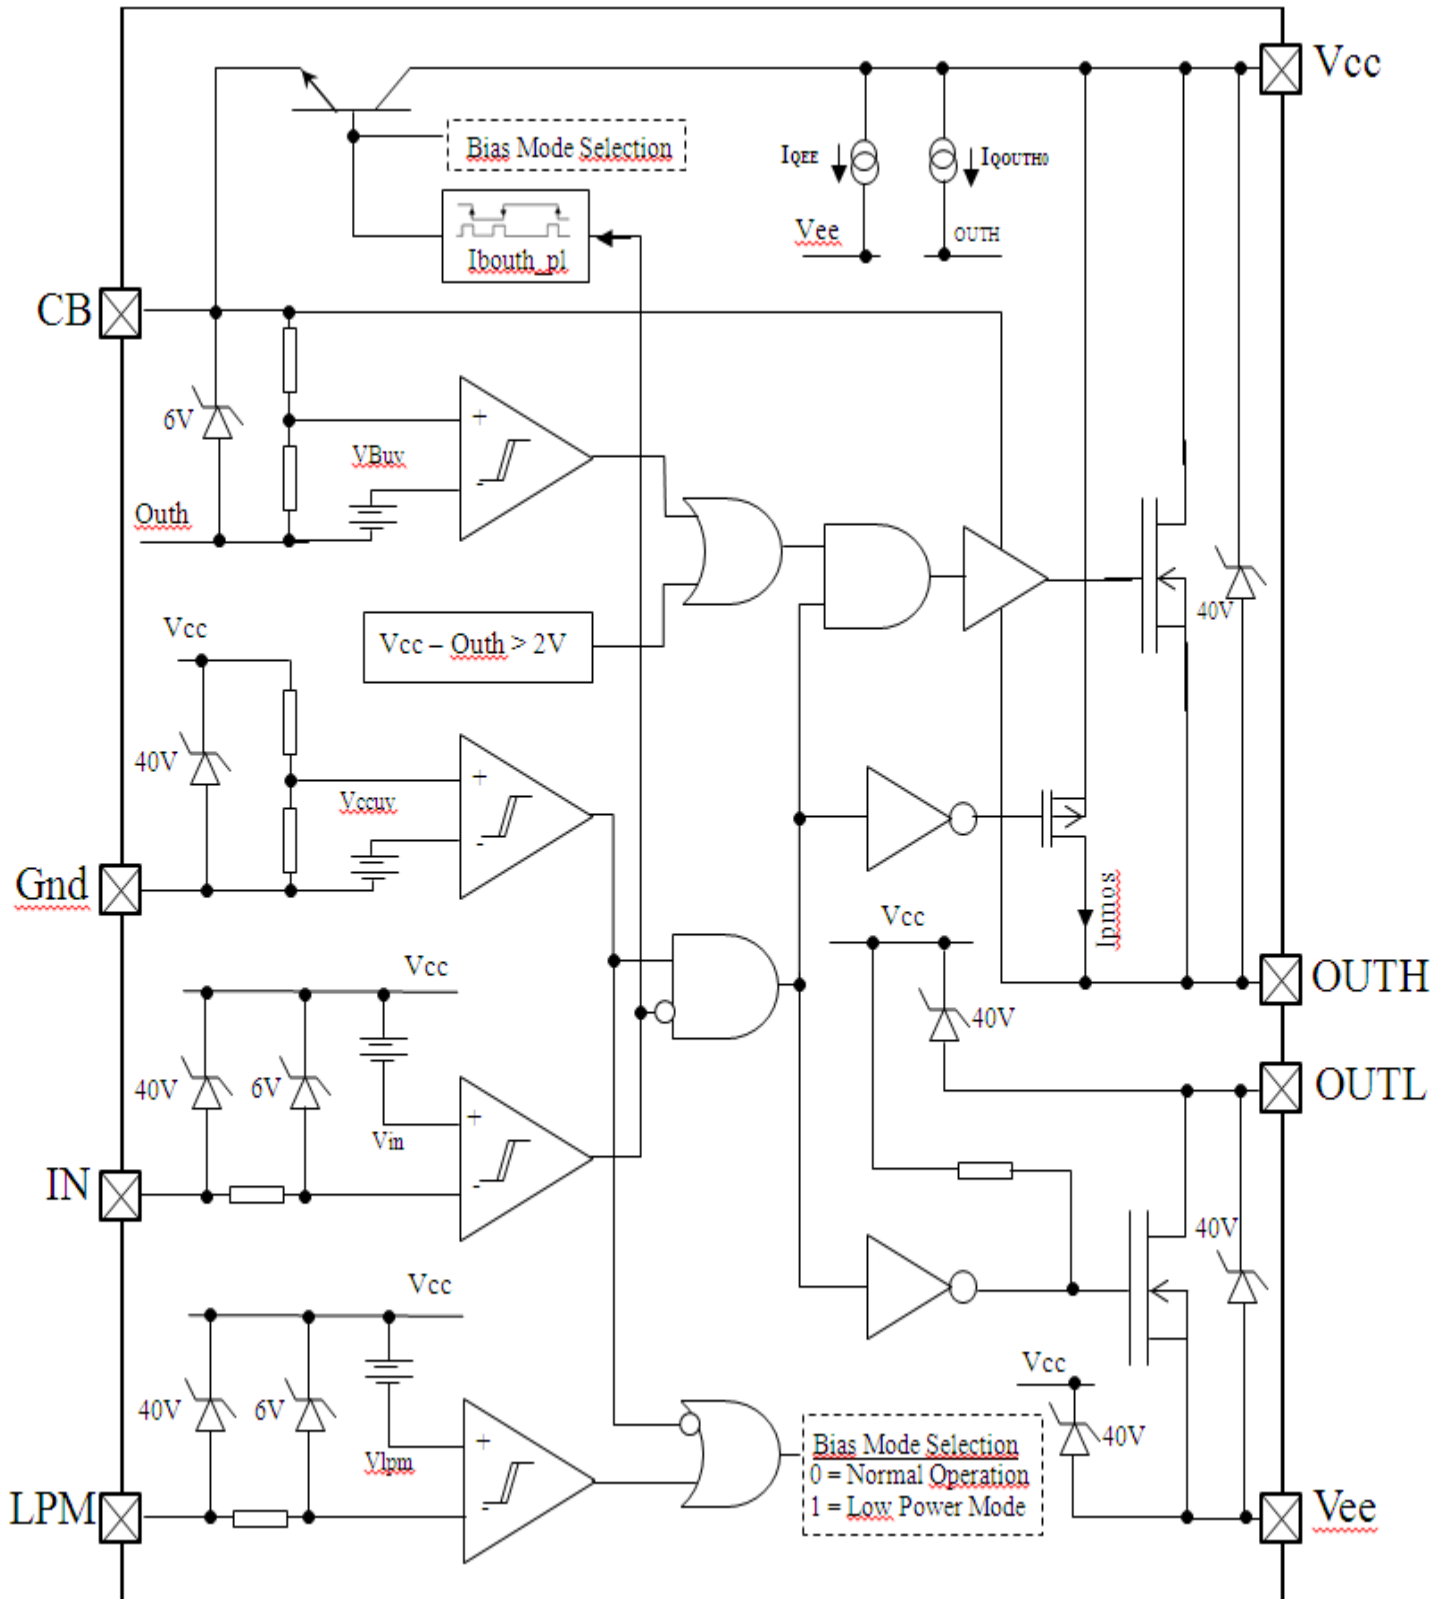 Vcc
Bias Mode Selection
IQEE
IQOUTH0
Vee
OUTH
Ibouth_pl
CB
6V
+
VBuv
-
Outh
Vcc
Vcc – Outh > 2V
40V
40V
+
Vccuv
-
Gnd
Ipmos
Vcc
Vcc
OUTH
40V
40V
6V
OUTL
+
Vin
-
IN
40V
Vcc
Vcc
40V
6V
+
Vlpm
-
LPM
Bias Mode Selection
0 = Normal Operation
1 = Low Power Mode
40V
Vee